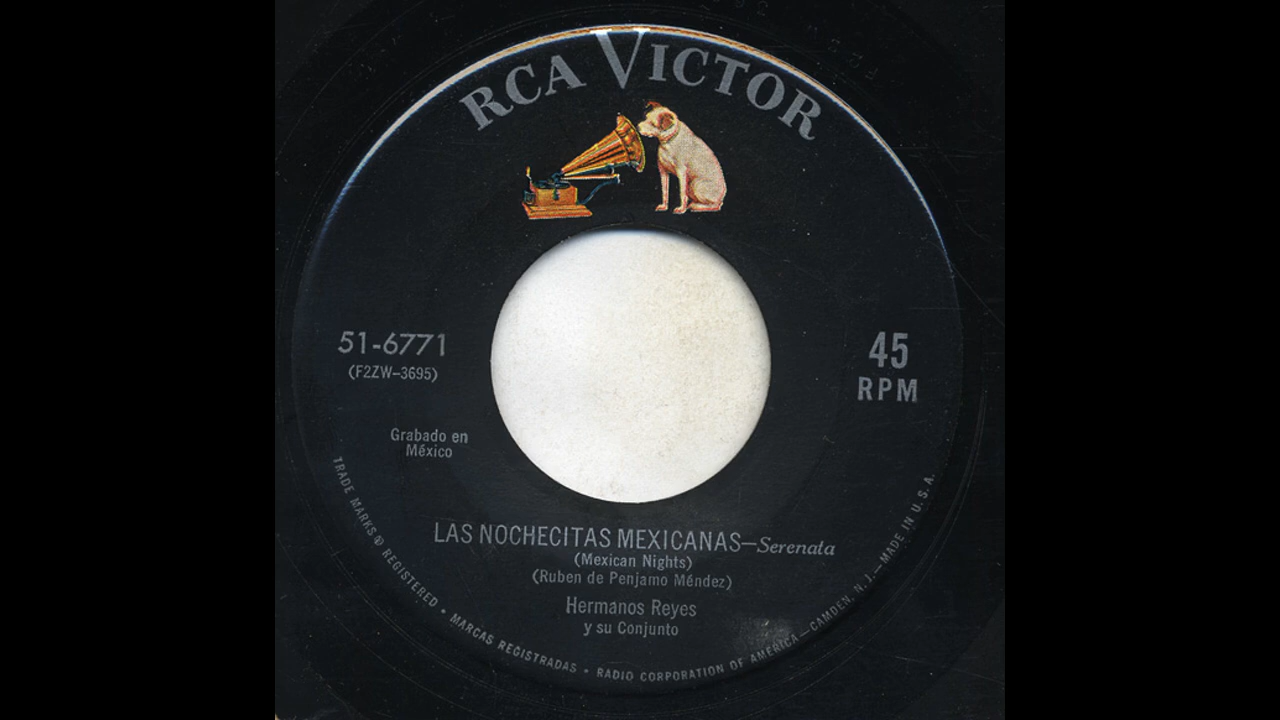 RCA VICTOR
51-6771
(F2ZW-3695)
45
RPM
Grabado en
México
LAS NOCHECITAS MEXICANAS—Serenata
(Mexican Nights)
(Ruben de Penjamo Méndez)
Hermanos Reyes
y su Conjunto
TRADE MARKS ® REGISTERED • MARCAS REGISTRADAS • RADIO CORPORATION OF AMERICA—CAMDEN, N. J.—MADE IN U.S.A.